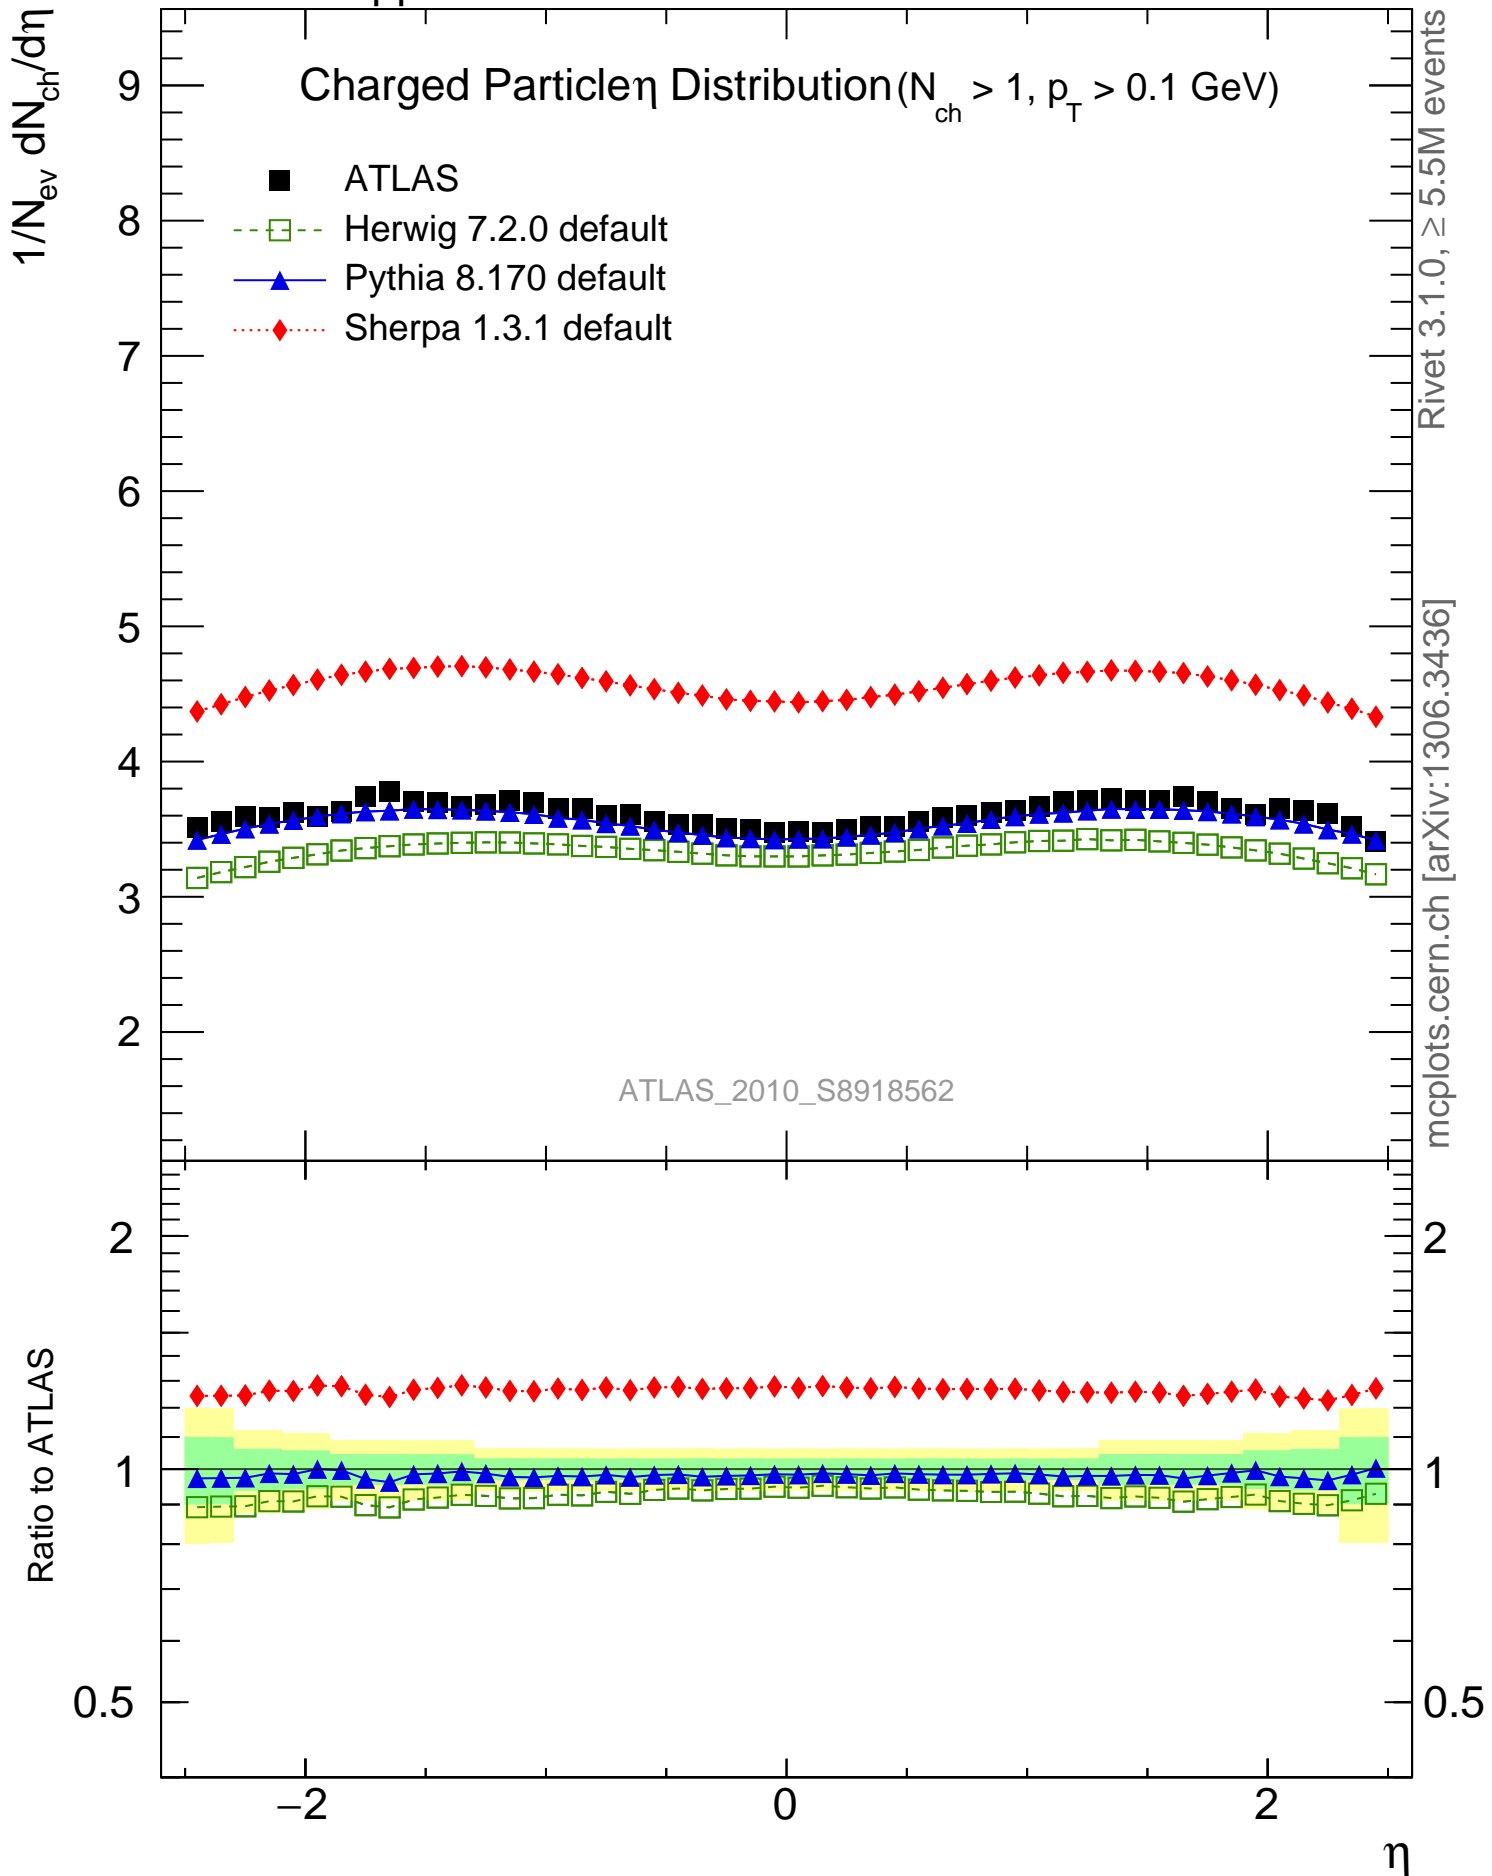 pp
1/N_ev dN_ch/dη
Charged Particleη Distribution(N_ch > 1, p_T > 0.1 GeV)
ATLAS
Herwig 7.2.0 default
Pythia 8.170 default
Sherpa 1.3.1 default
9
8
7
6
5
4
3
2
ATLAS_2010_S8918562
Rivet 3.1.0, ≥ 5.5M events
mcplots.cern.ch [arXiv:1306.3436]
Ratio to ATLAS
2
1
0.5
2
1
0.5
−2
0
2
η